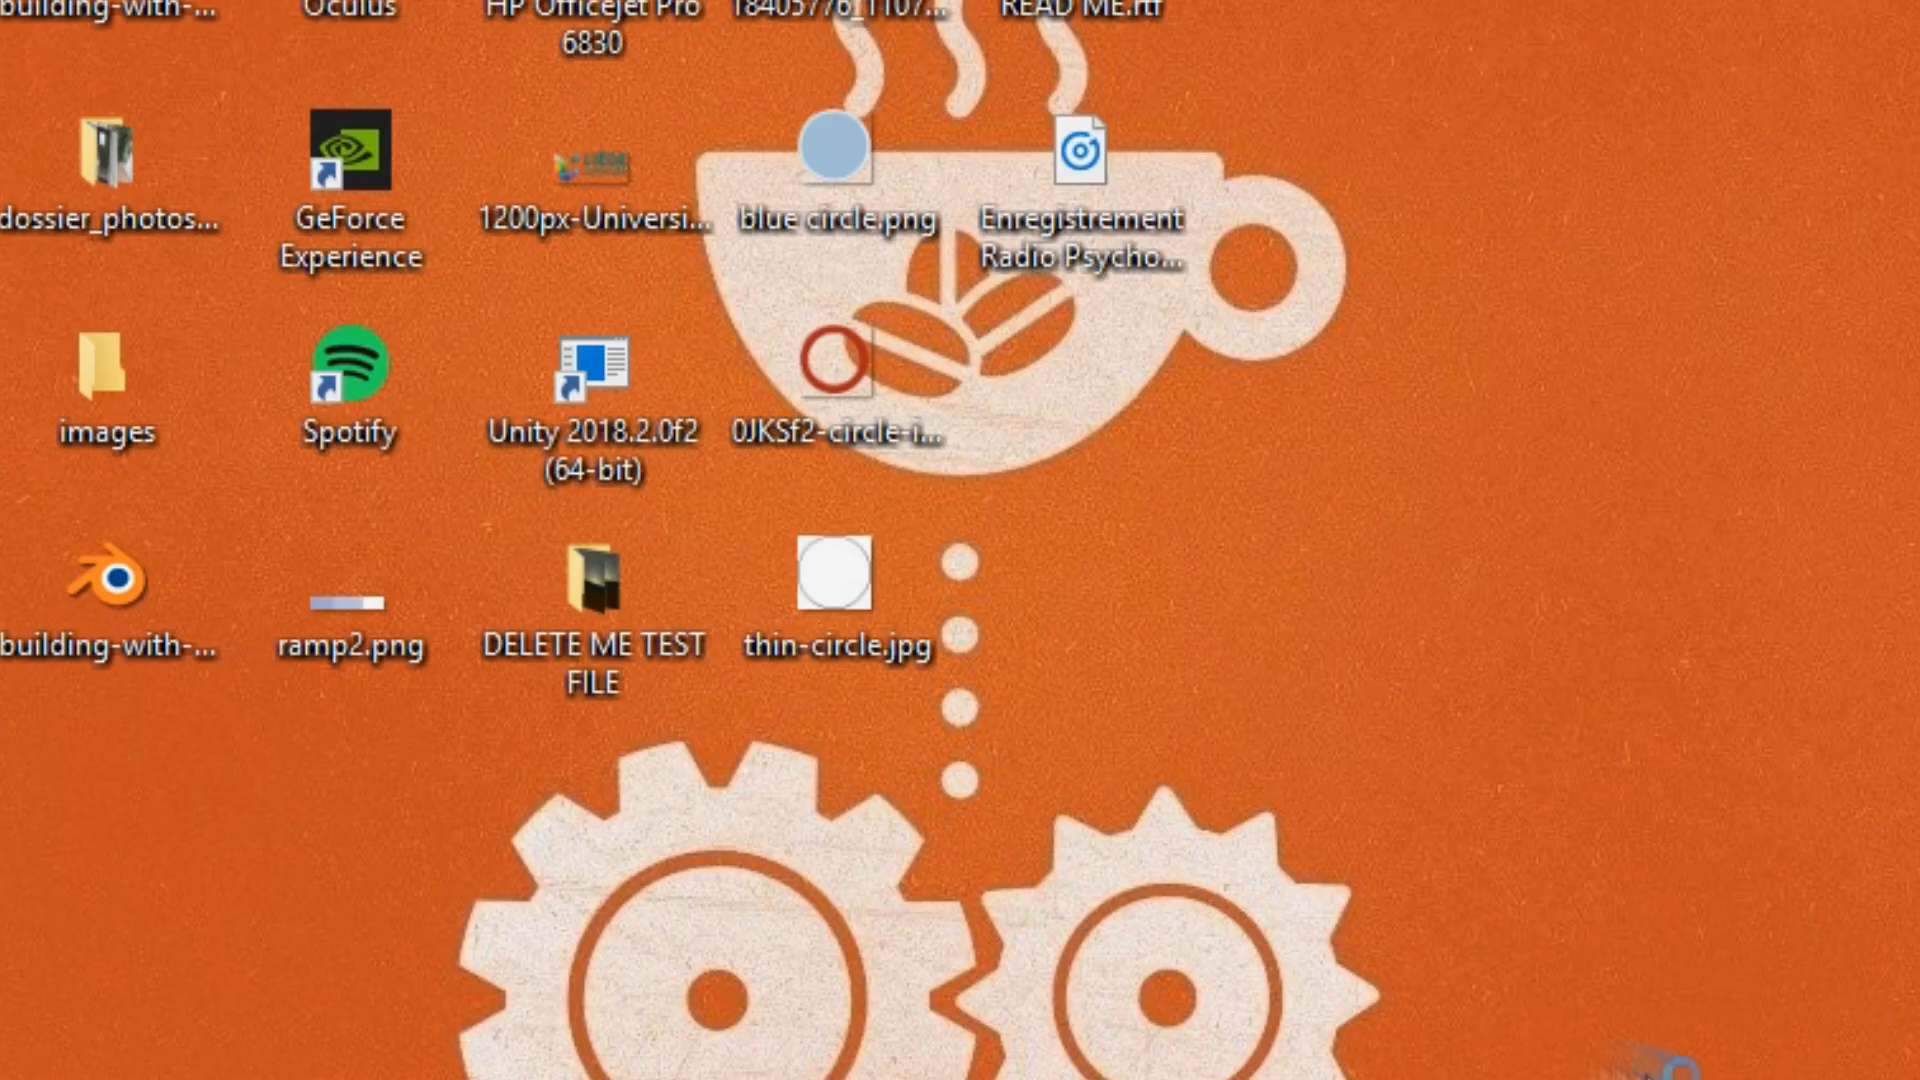 building-with-...
Oculus
HP Officejet Pro
6830
18405776_1107...
READ ME.rtf
dossier_photos...
GeForce
Experience
1200px-Universi...
blue circle.png
Enregistrement
Radio Psycho...
images
Spotify
Unity 2018.2.0f2
(64-bit)
0JKSf2-circle-i...
building-with-...
ramp2.png
DELETE ME TEST
FILE
thin-circle.jpg